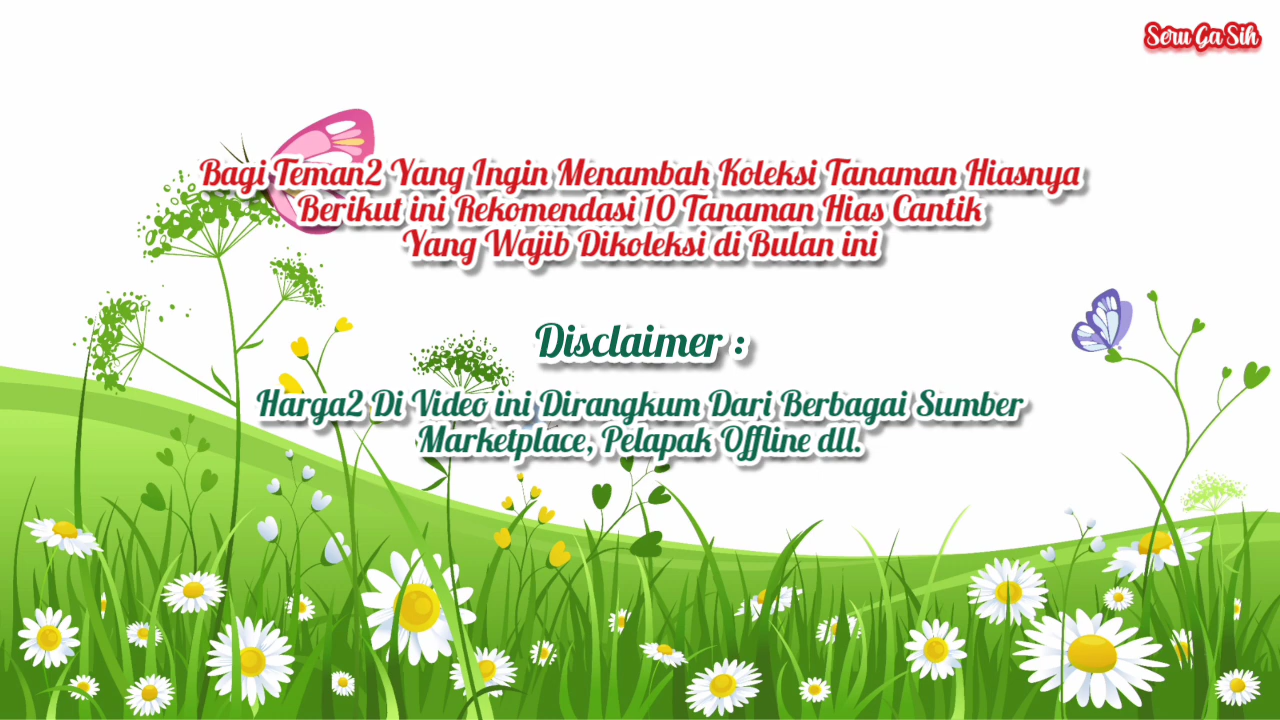 Seru Ga Sih
Bagi Teman2 Yang Ingin Menambah Koleksi Tanaman Hiasnya
Berikut ini Rekomendasi 10 Tanaman Hias Cantik
Yang Wajib Dikoleksi di Bulan ini
Disclaimer :
Harga2 Di Video ini Dirangkum Dari Berbagai Sumber
Marketplace, Pelapak Offline dll.